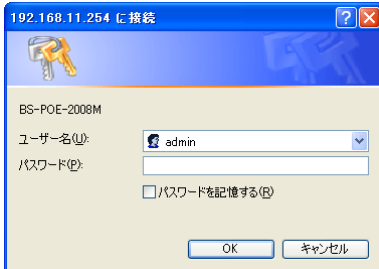 192.168.11.254 に接続
BS-POE-2008M
ユーザー名(U): admin
パスワード(P):
パスワードを記憶する(R)
OK キャンセル